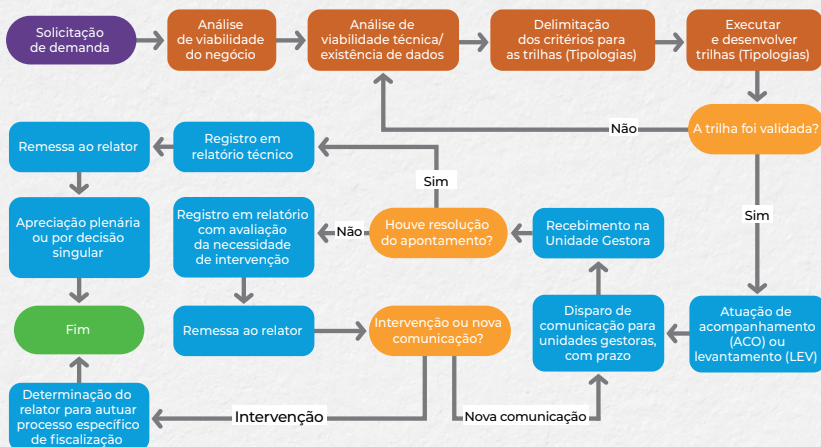 Solicitação
de demanda
Análise
de viabilidade
do negócio
Análise de
viabilidade técnica/
existência de dados
Delimitação
dos critérios para
as trilhas (Tipologias)
Executar
e desenvolver
trilhas (Tipologias)
A trilha foi validada?
Não
Sim
Remessa ao relator
Registro em
relatório técnico
Sim
Apreciação plenária
ou por decisão
singular
Registro em relatório
com avaliação
da necessidade
de intervenção
Não
Houve resolução
do apontamento?
Recebimento na
Unidade Gestora
Fim
Remessa ao relator
Intervenção ou nova
comunicação?
Disparo de
comunicação para
unidades gestoras,
com prazo
Atuação de
acompanhamento
(ACO) ou
levantamento (LEV)
Determinação do
relator para autuar
processo específico
de fiscalização
Intervenção
Nova comunicação